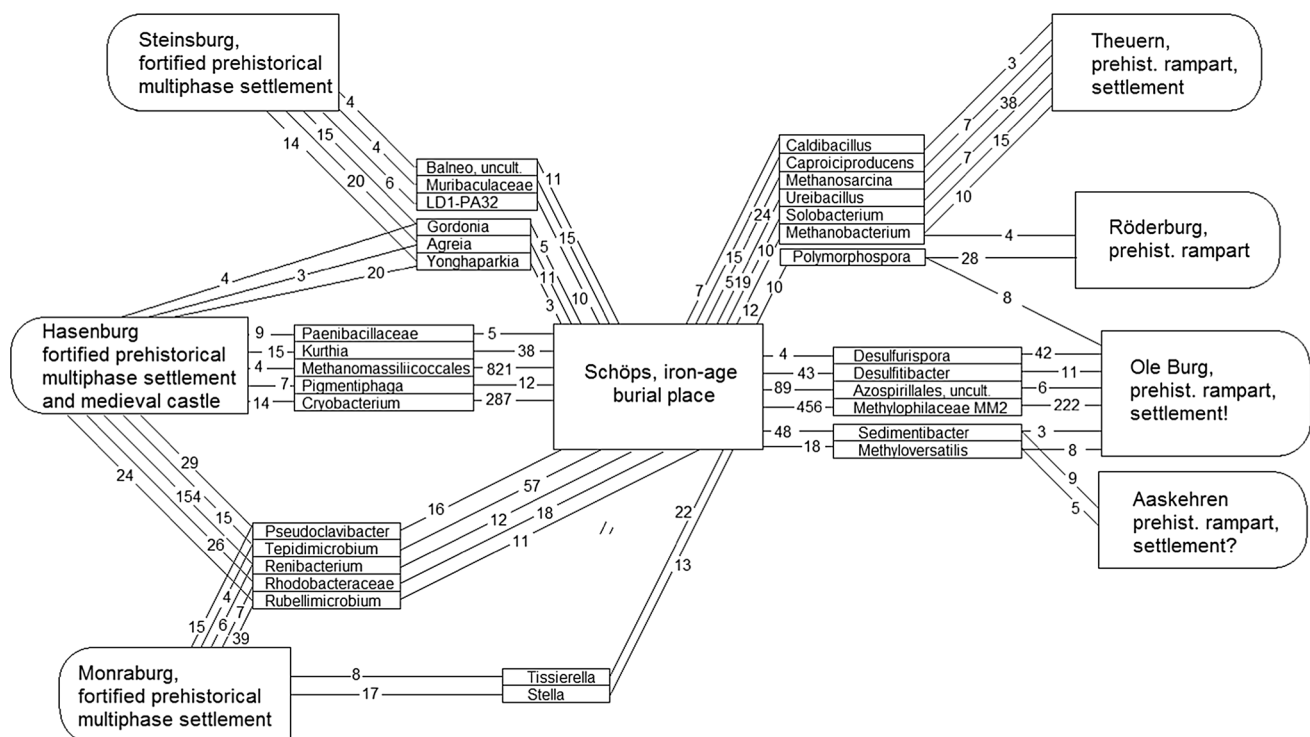 Steinsburg,
fortified prehistorical
multiphase settlement
4
15
14
4
6
20
Balneo, uncult.
Muribaculaceae
LD1-PA32
Gordonia
Agreia
Yonghaparkia
11
15
5
11
10
3
4
3
20
Hasenburg
fortified prehistorical
multiphase settlement
and medieval castle
9
15
4
7
14
Paenibacillaceae
Kurthia
Methanomassiliicoccales
Pigmentiphaga
Cryobacterium
5
38
821
12
287
Schöps, iron-age
burial place
29
24
154
15
26
Pseudoclavibacter
Tepidimicrobium
Renibacterium
Rhodobacteraceae
Rubellimicrobium
16
57
12
18
11
4
7
15
6
39
Monraburg,
fortified prehistorical
multiphase settlement
8
17
Tissierella
Stella
22
13
Theuern,
prehist. rampart,
settlement
3
38
7
15
7
10
Caldibacillus
Caproiciproducens
Methanosarcina
Ureibacillus
Solobacterium
Methanobacterium
Polymorphospora
24
15
10
519
10
7
12
4
28
8
Röderburg,
prehist. rampart
4
43
89
456
48
18
Desulfurispora
Desulfitibacter
Azospirillales, uncult.
Methylophilaceae MM2
Sedimentibacter
Methyloversatilis
42
11
6
222
3
8
9
5
Ole Burg,
prehist. rampart,
settlement!
Aaskehren
prehist. rampart,
settlement?